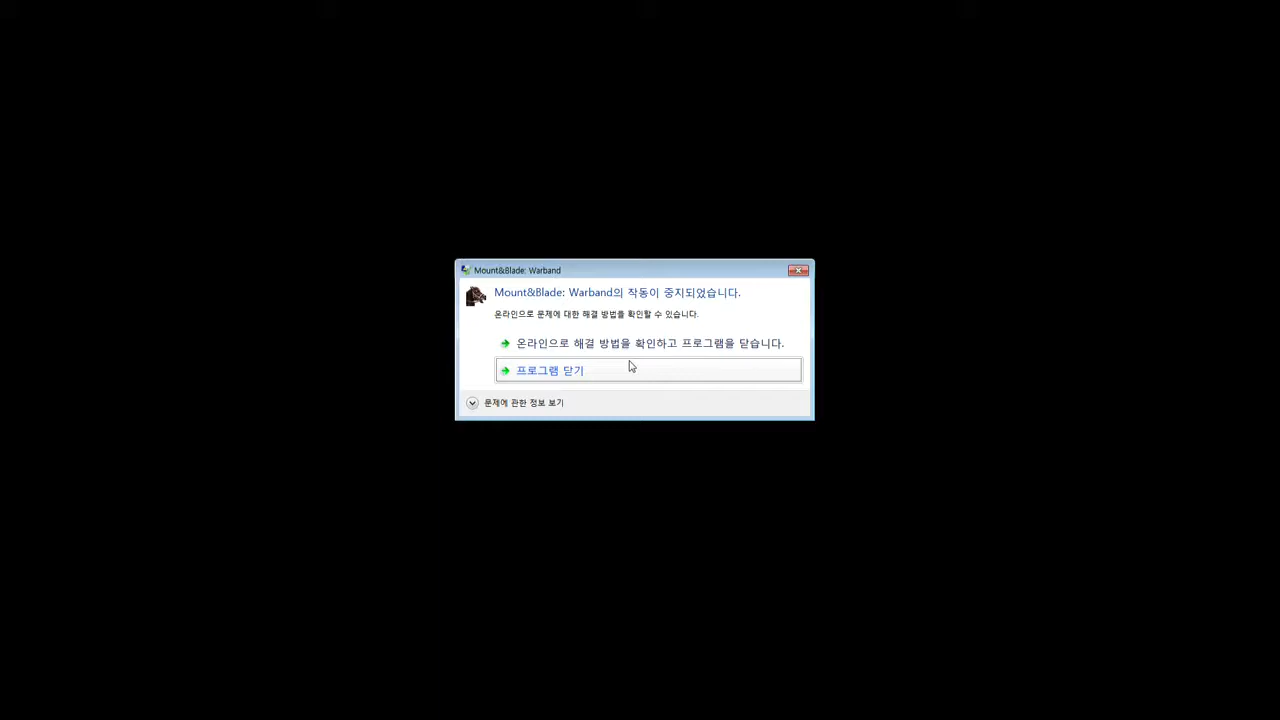 Mount&Blade: Warband
Mount&Blade: Warband의 작동이 중지되었습니다.
온라인으로 문제에 대한 해결 방법을 확인할 수 있습니다.
온라인으로 해결 방법을 확인하고 프로그램을 닫습니다.
프로그램 닫기
문제에 관한 정보 보기